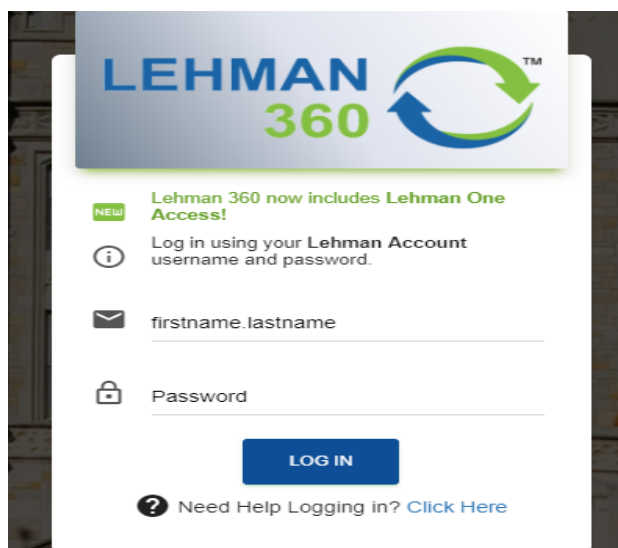 LEHMAN
360
TM
NEW
Lehman 360 now includes Lehman One
Access!
Log in using your Lehman Account
username and password.
firstname.lastname
Password
LOG IN
Need Help Logging in? Click Here